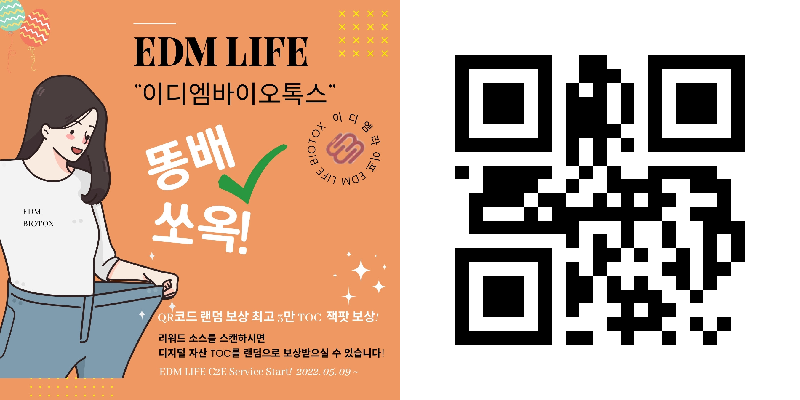 EDM LIFE
"이디엠바이오톡스"
이디엠라이프 EDM LIFE BIOTOX
똥배
쏘옥!
EDM
BIOTOX
QR코드 랜덤 보상 최고 5만 TOC 잭팟 보상!
리워드 소스를 스캔하시면
디지털 자산 TOC를 랜덤으로 보상받으실 수 있습니다!
EDM LIFE C2E Service Start! 2022. 05. 09 ~